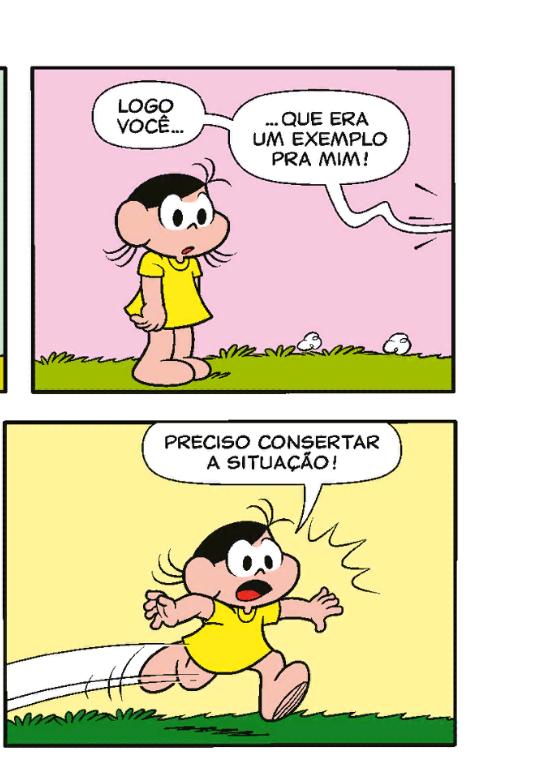 LOGO
VOCÊ...
...QUE ERA
UM EXEMPLO
PRA MIM!
PRECISO CONSERTAR
A SITUAÇÃO!